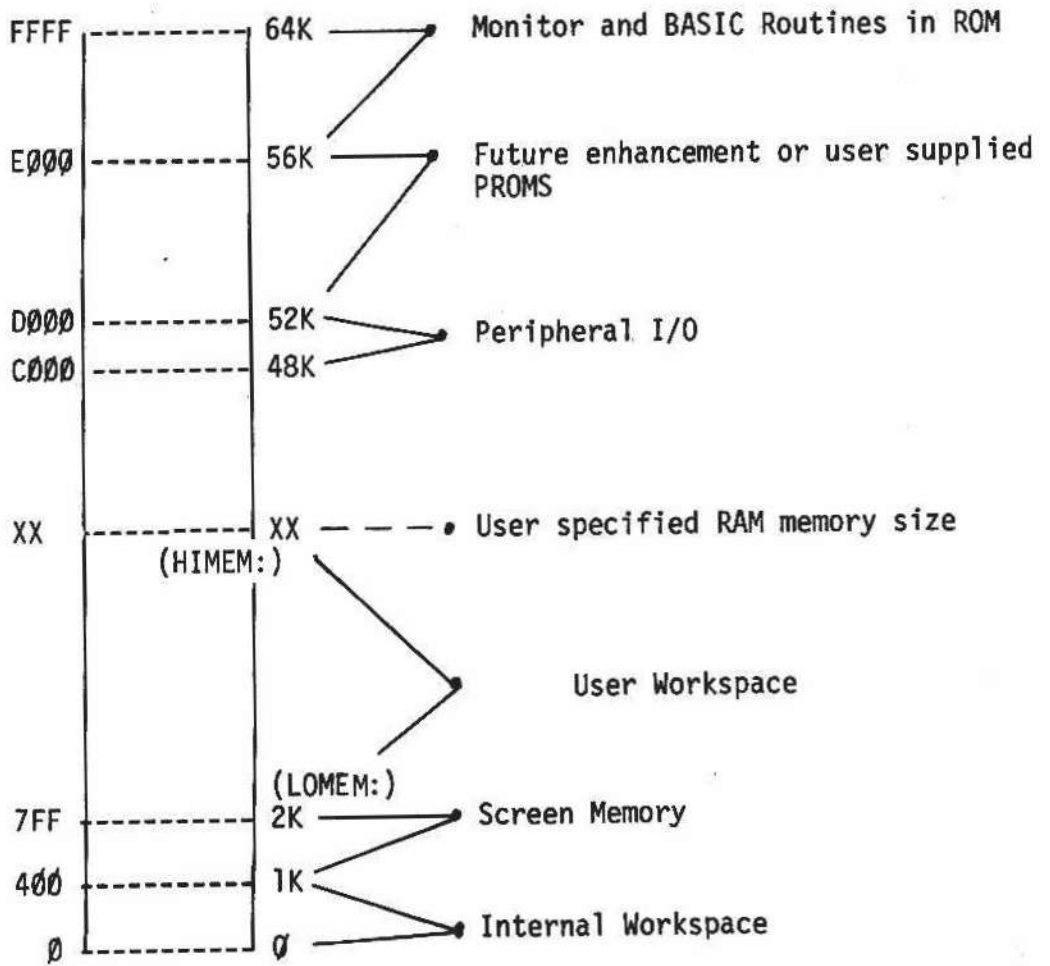 FFFF 64K Monitor and BASIC Routines in ROM
EØØØ 56K Future enhancement or user supplied
PROMS
DØØØ 52K Peripheral I/O
CØØØ 48K
XX XX User specified RAM memory size
(HIMEM:)
User Workspace
(LOMEM:)
7FF 2K Screen Memory
4ØØ 1K
Internal Workspace
Ø Ø